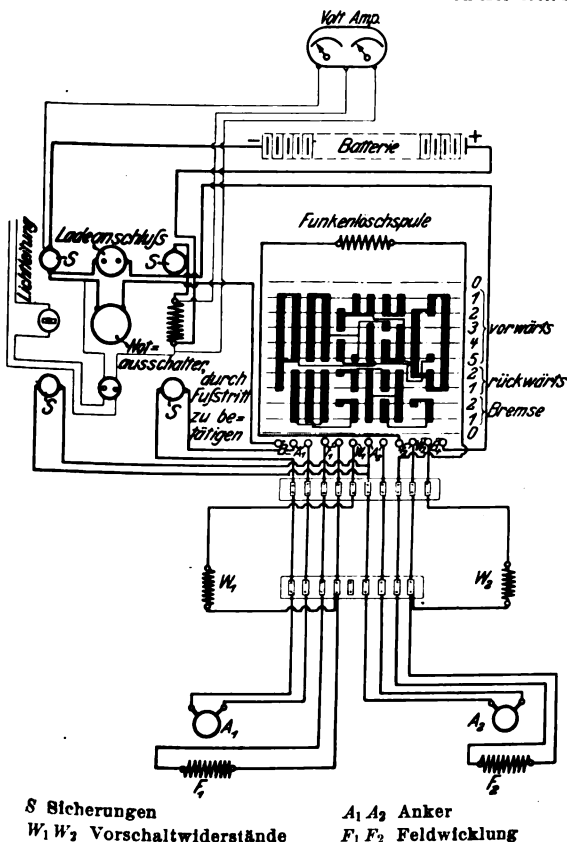 Volt Amp.
− Batterie +
Funkenlöschspule
Ladeanschluß
Lichtleitung
S
S
Not=
ausschalter,
durch
Fußtritt
zu be=
tätigen
S
S
0
1
2
3
4
5
vorwärts
2
1
rückwärts
2
1
Bremse
0
W₁
W₂
A₁
A₂
F₁
F₂
S Sicherungen
W₁ W₂ Vorschaltwiderstände
A₁ A₂ Anker
F₁ F₂ Feldwicklung